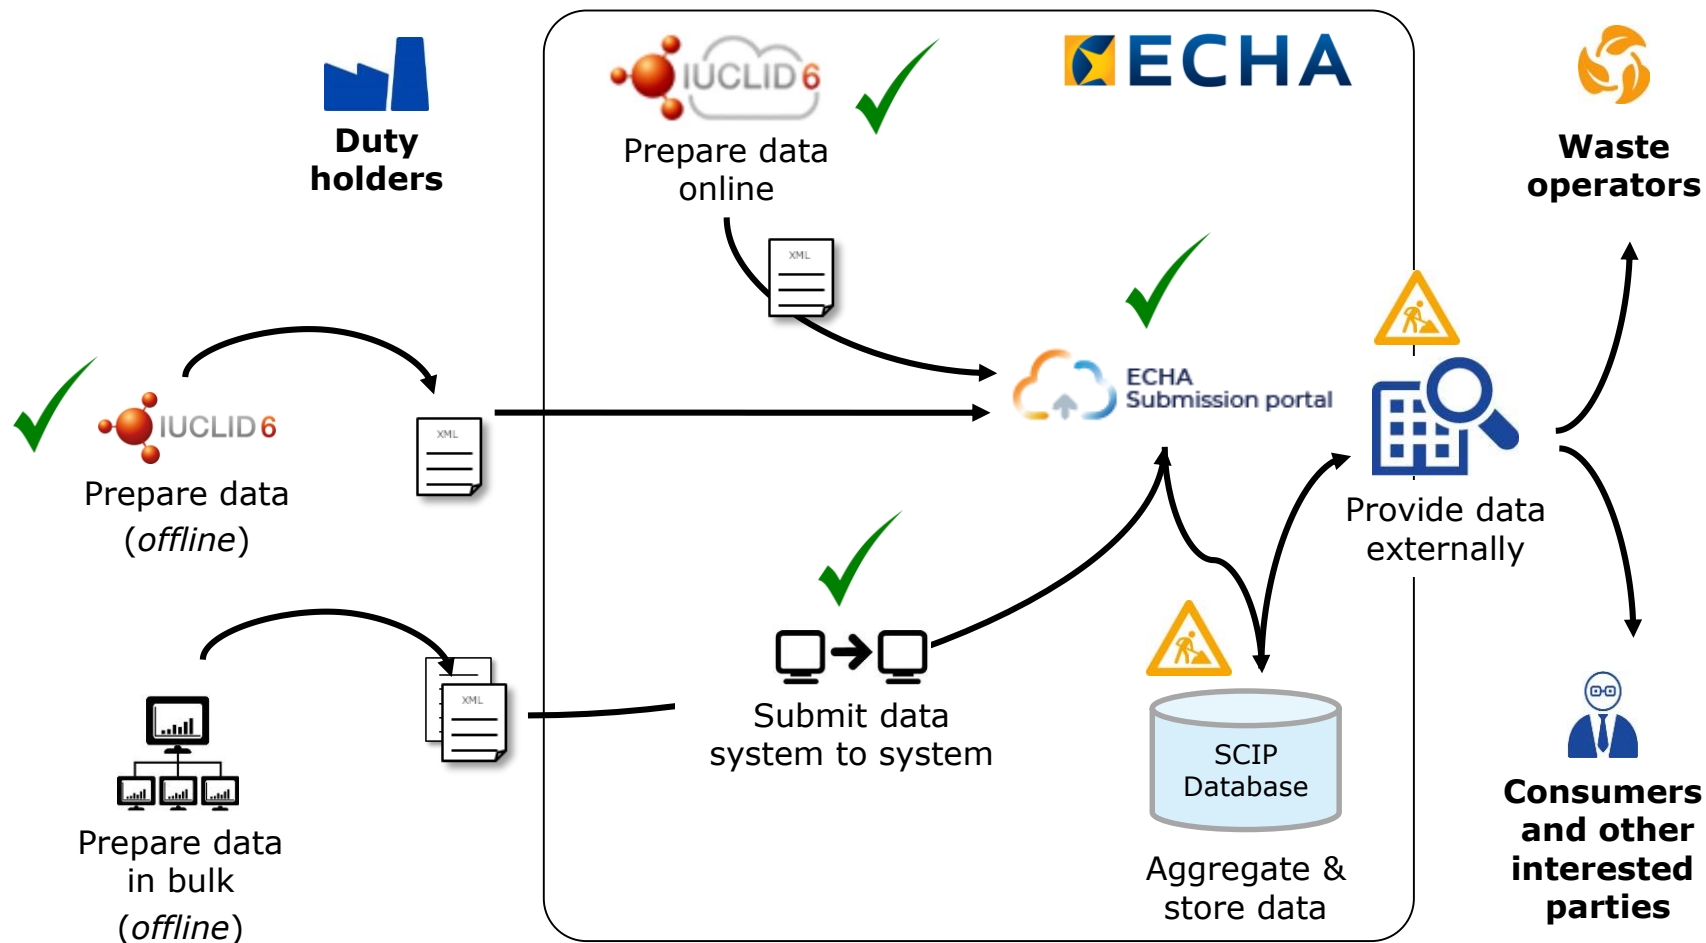 Duty
holders
IUCLID 6
Prepare data
online
XML
ECHA
Waste
operators
IUCLID 6
Prepare data
(offline)
XML
ECHA
Submission portal
Provide data
externally
Prepare data
in bulk
(offline)
XML
Submit data
system to system
SCIP
Database
Aggregate &
store data
Consumers
and other
interested
parties